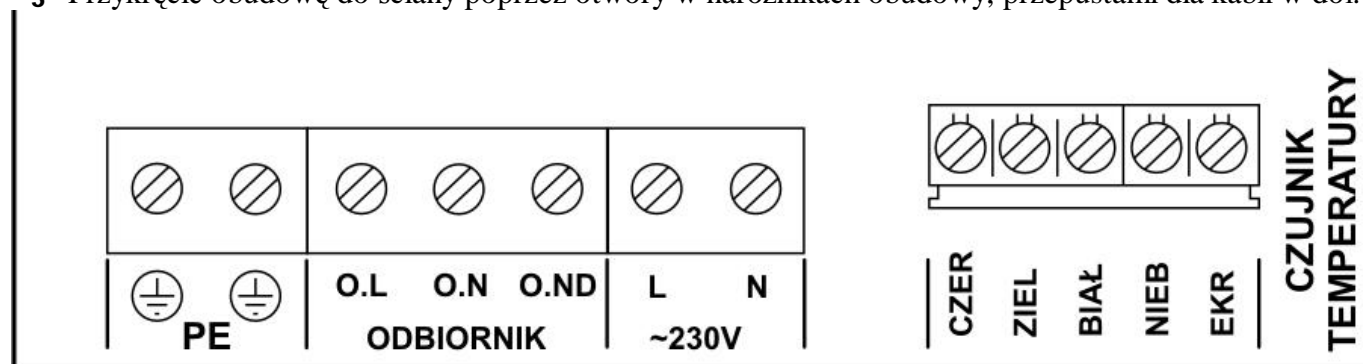 Przykręcić obudowę do ściany poprzez otwory w narożnikach obudowy, przepustami dla kabli w dół.
O.L O.N O.ND L N
PE ODBIORNIK ~230V
CZER ZIEL BIAŁ NIEB EKR
CZUJNIK
TEMPERATURY